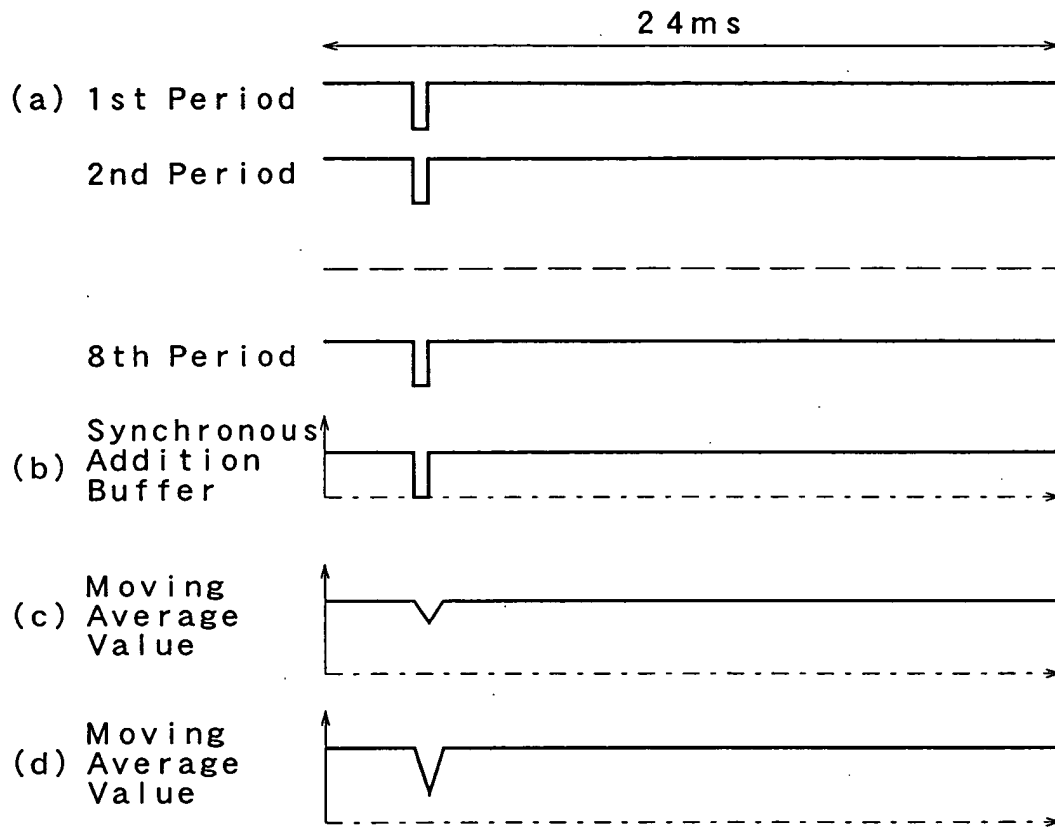 24ms
(a) 1st Period
2nd Period
8th Period
(b) Synchronous
Addition
Buffer
(c) Moving
Average
Value
(d) Moving
Average
Value